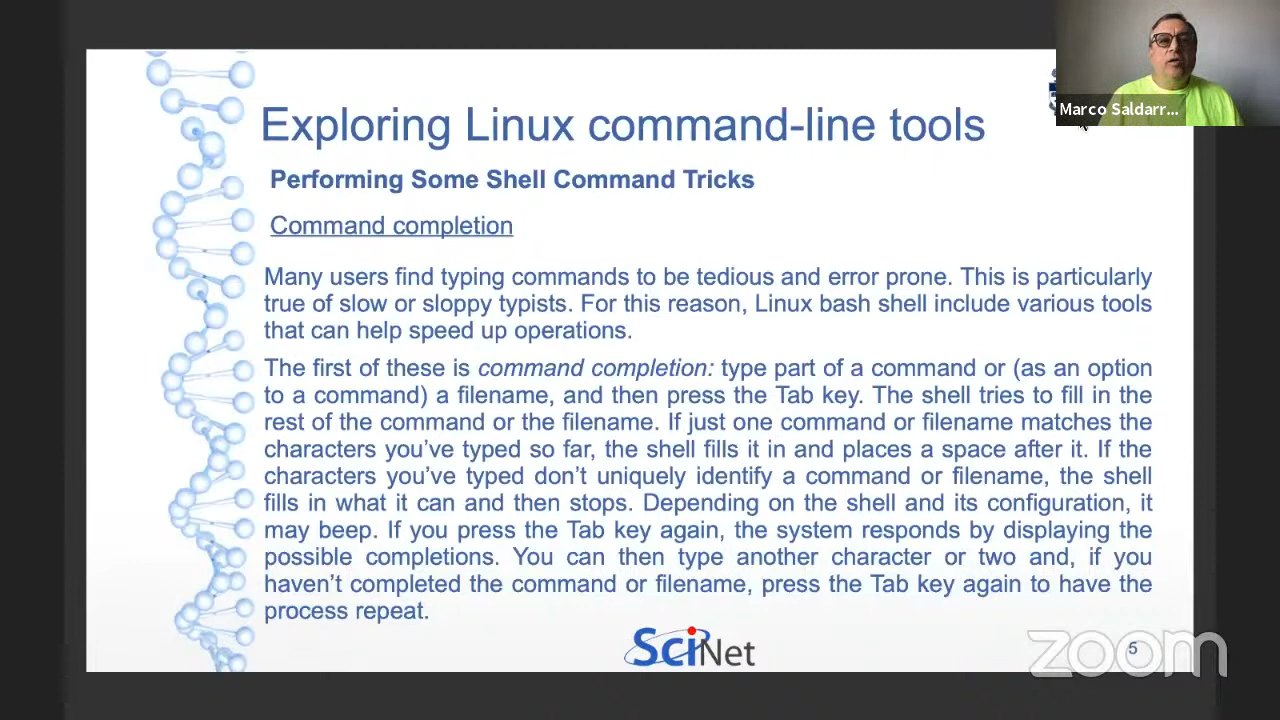 Marco Saldarr...
Exploring Linux command-line tools
Performing Some Shell Command Tricks
Command completion
Many users find typing commands to be tedious and error prone. This is particularly
true of slow or sloppy typists. For this reason, Linux bash shell include various tools
that can help speed up operations.
The first of these is command completion: type part of a command or (as an option
to a command) a filename, and then press the Tab key. The shell tries to fill in the
rest of the command or the filename. If just one command or filename matches the
characters you’ve typed so far, the shell fills it in and places a space after it. If the
characters you’ve typed don’t uniquely identify a command or filename, the shell
fills in what it can and then stops. Depending on the shell and its configuration, it
may beep. If you press the Tab key again, the system responds by displaying the
possible completions. You can then type another character or two and, if you
haven’t completed the command or filename, press the Tab key again to have the
process repeat.
SciNet
5
zoom